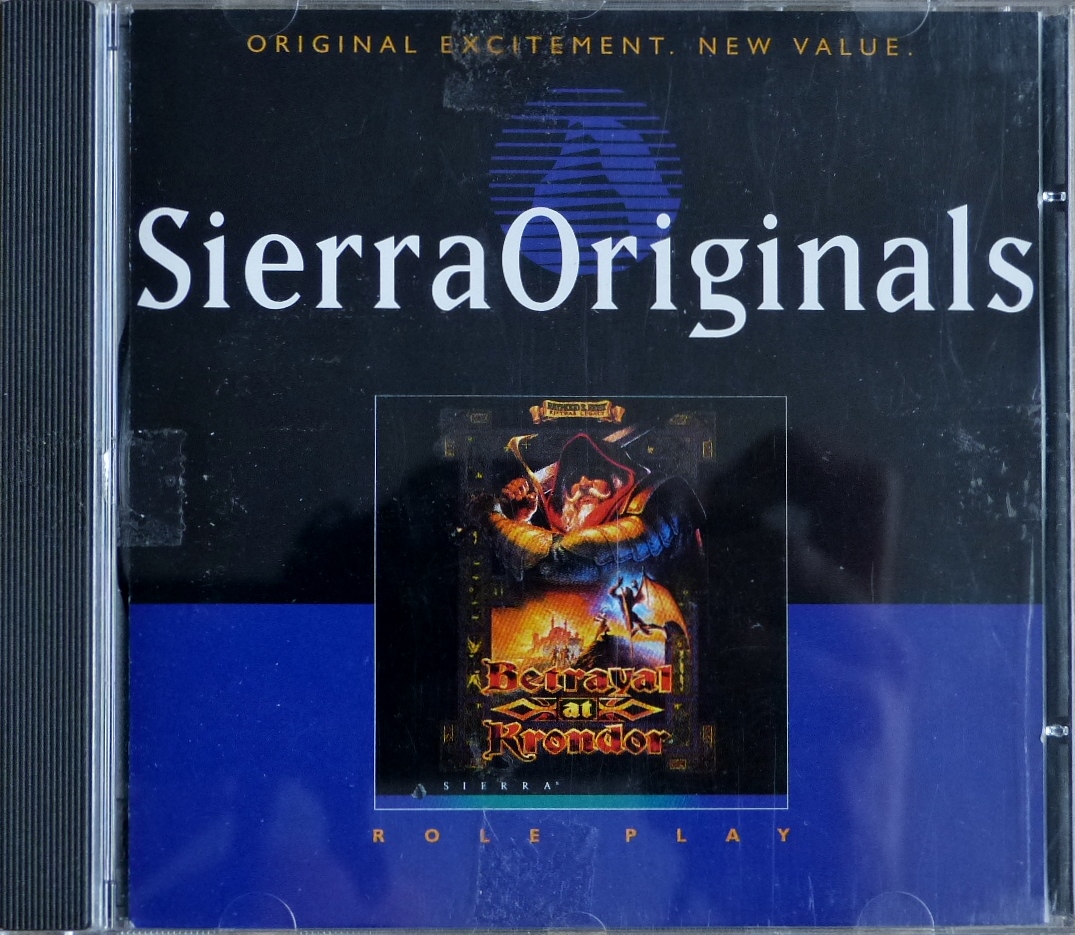 ORIGINAL EXCITEMENT. NEW VALUE.
SierraOriginals
Betrayal
at
Krondor
SIERRA®
ROLE PLAY